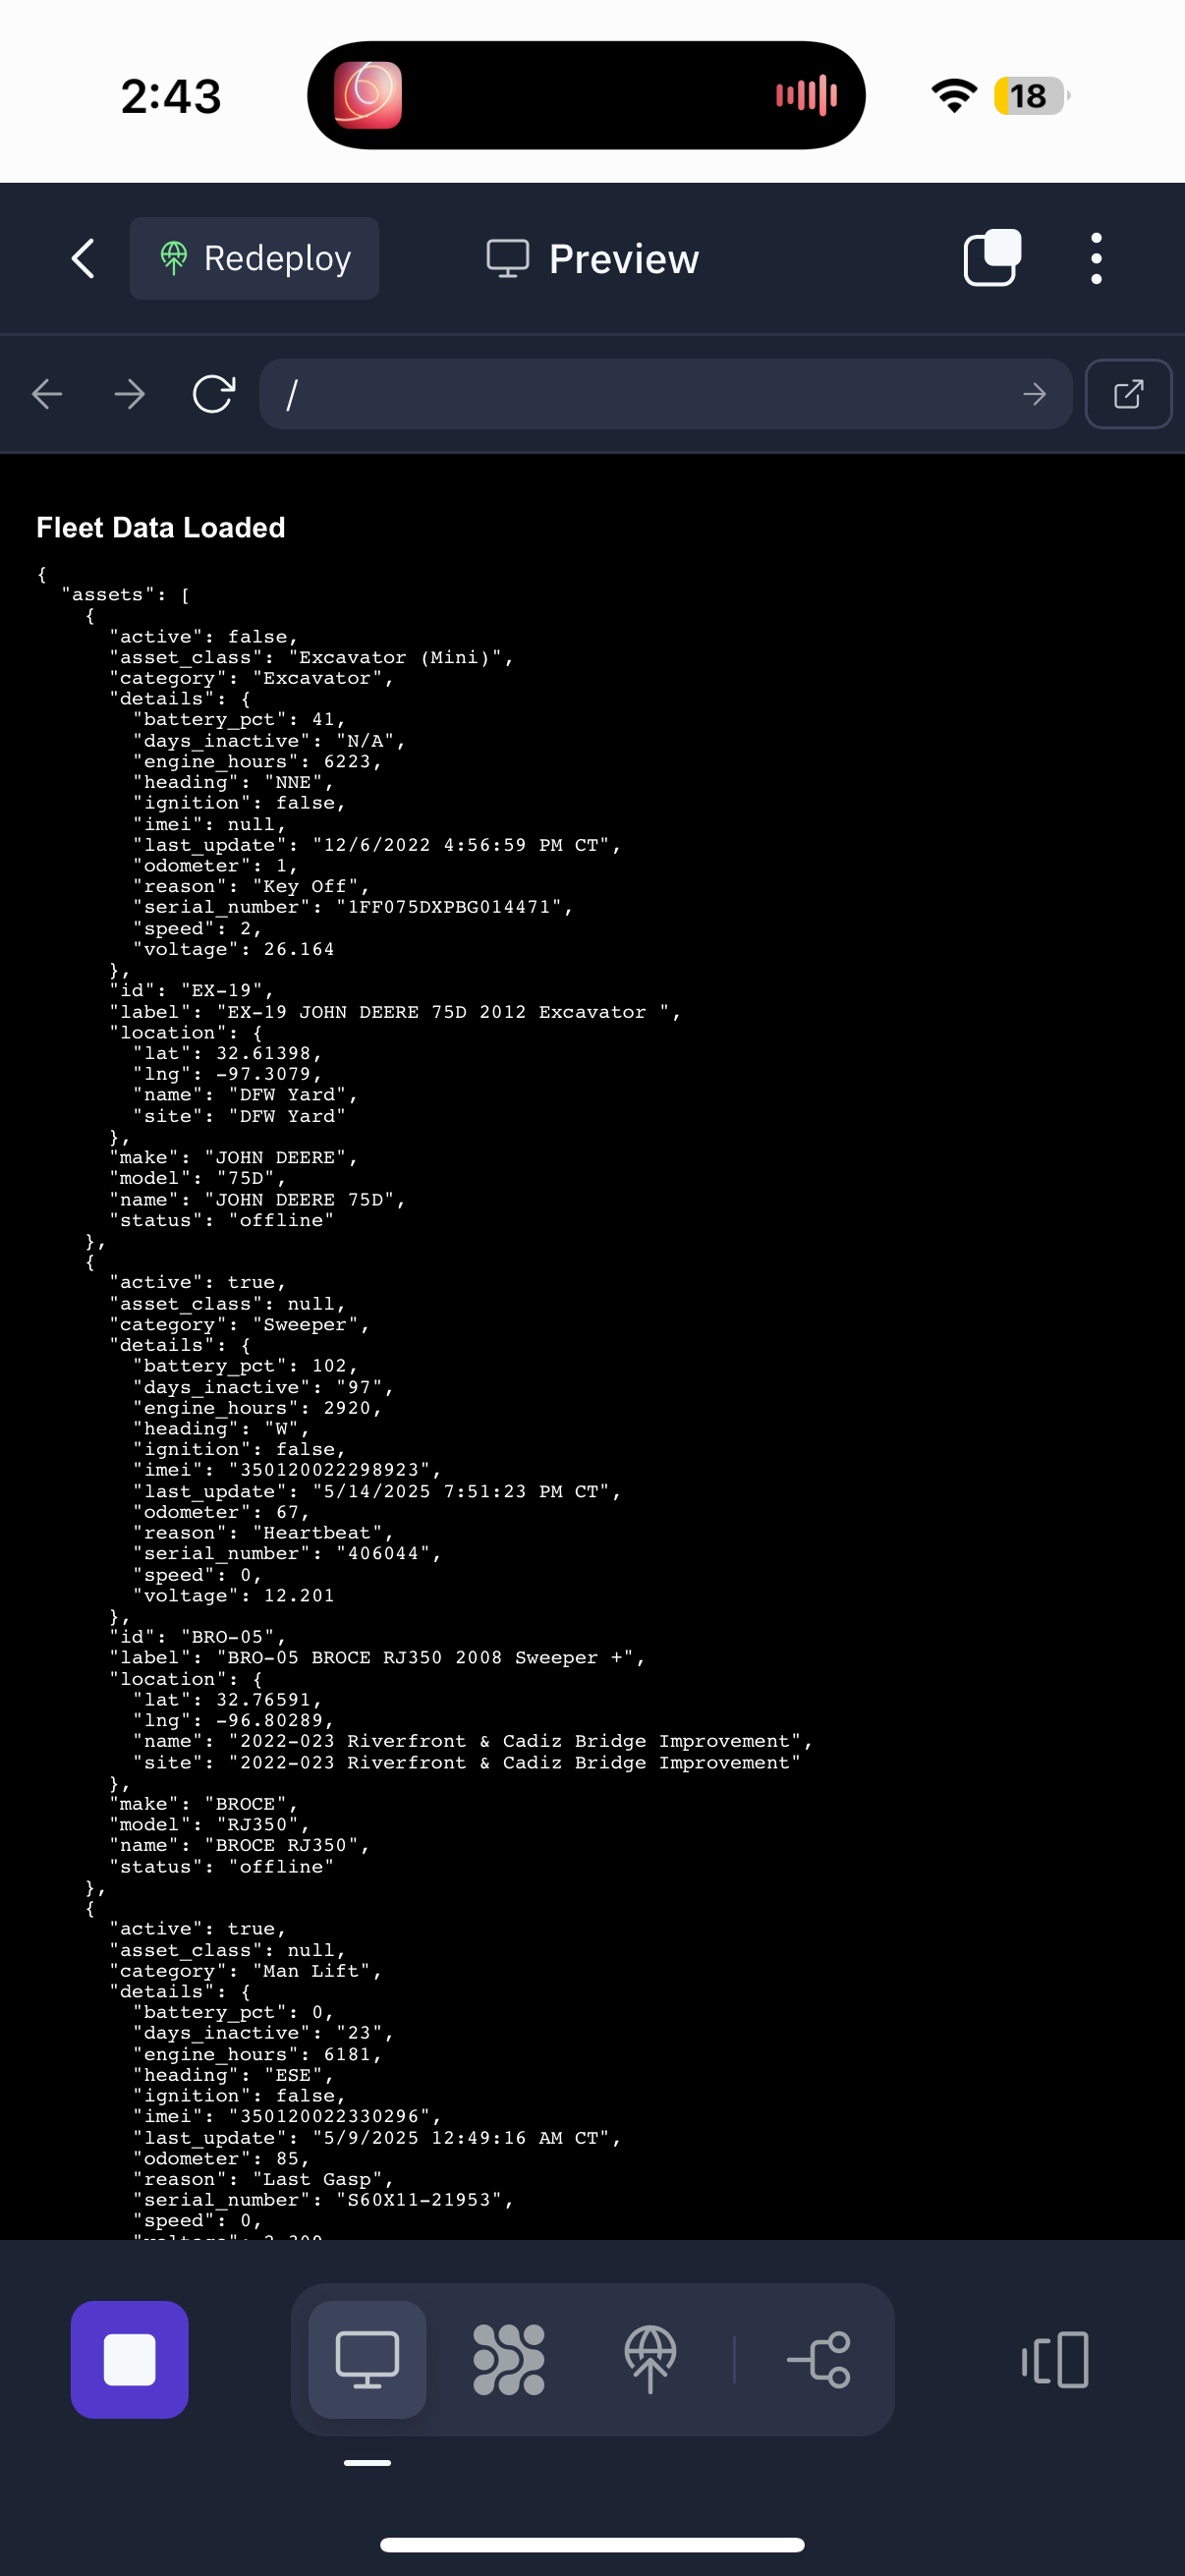 2:43
18
Redeploy
Preview
/
Fleet Data Loaded
{
  "assets": [
    {
      "active": false,
      "asset_class": "Excavator (Mini)",
      "category": "Excavator",
      "details": {
        "battery_pct": 41,
        "days_inactive": "N/A",
        "engine_hours": 6223,
        "heading": "NNE",
        "ignition": false,
        "imei": null,
        "last_update": "12/6/2022 4:56:59 PM CT",
        "odometer": 1,
        "reason": "Key Off",
        "serial_number": "1FF075DXPBG014471",
        "speed": 2,
        "voltage": 26.164
      },
      "id": "EX-19",
      "label": "EX-19 JOHN DEERE 75D 2012 Excavator ",
      "location": {
        "lat": 32.61398,
        "lng": -97.3079,
        "name": "DFW Yard",
        "site": "DFW Yard"
      },
      "make": "JOHN DEERE",
      "model": "75D",
      "name": "JOHN DEERE 75D",
      "status": "offline"
    },
    {
      "active": true,
      "asset_class": null,
      "category": "Sweeper",
      "details": {
        "battery_pct": 102,
        "days_inactive": "97",
        "engine_hours": 2920,
        "heading": "W",
        "ignition": false,
        "imei": "350120022298923",
        "last_update": "5/14/2025 7:51:23 PM CT",
        "odometer": 67,
        "reason": "Heartbeat",
        "serial_number": "406044",
        "speed": 0,
        "voltage": 12.201
      },
      "id": "BRO-05",
      "label": "BRO-05 BROCE RJ350 2008 Sweeper +",
      "location": {
        "lat": 32.76591,
        "lng": -96.80289,
        "name": "2022-023 Riverfront & Cadiz Bridge Improvement",
        "site": "2022-023 Riverfront & Cadiz Bridge Improvement"
      },
      "make": "BROCE",
      "model": "RJ350",
      "name": "BROCE RJ350",
      "status": "offline"
    },
    {
      "active": true,
      "asset_class": null,
      "category": "Man Lift",
      "details": {
        "battery_pct": 0,
        "days_inactive": "23",
        "engine_hours": 6181,
        "heading": "ESE",
        "ignition": false,
        "imei": "350120022330296",
        "last_update": "5/9/2025 12:49:16 AM CT",
        "odometer": 85,
        "reason": "Last Gasp",
        "serial_number": "S60X11-21953",
        "speed": 0,